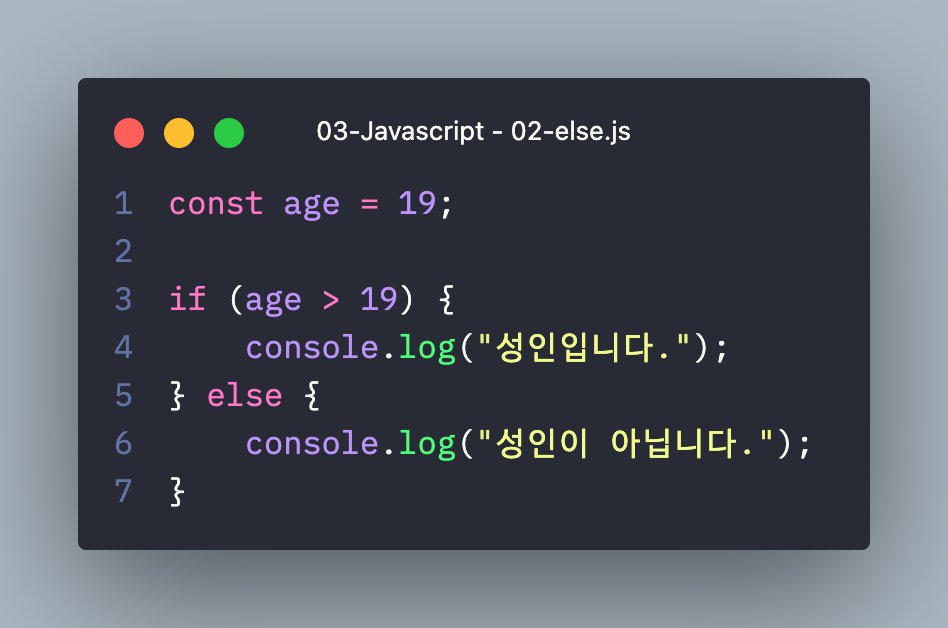 03-Javascript - 02-else.js
1 const age = 19;
2
3 if (age > 19) {
4     console.log("성인입니다.");
5 } else {
6     console.log("성인이 아닙니다.");
7 }